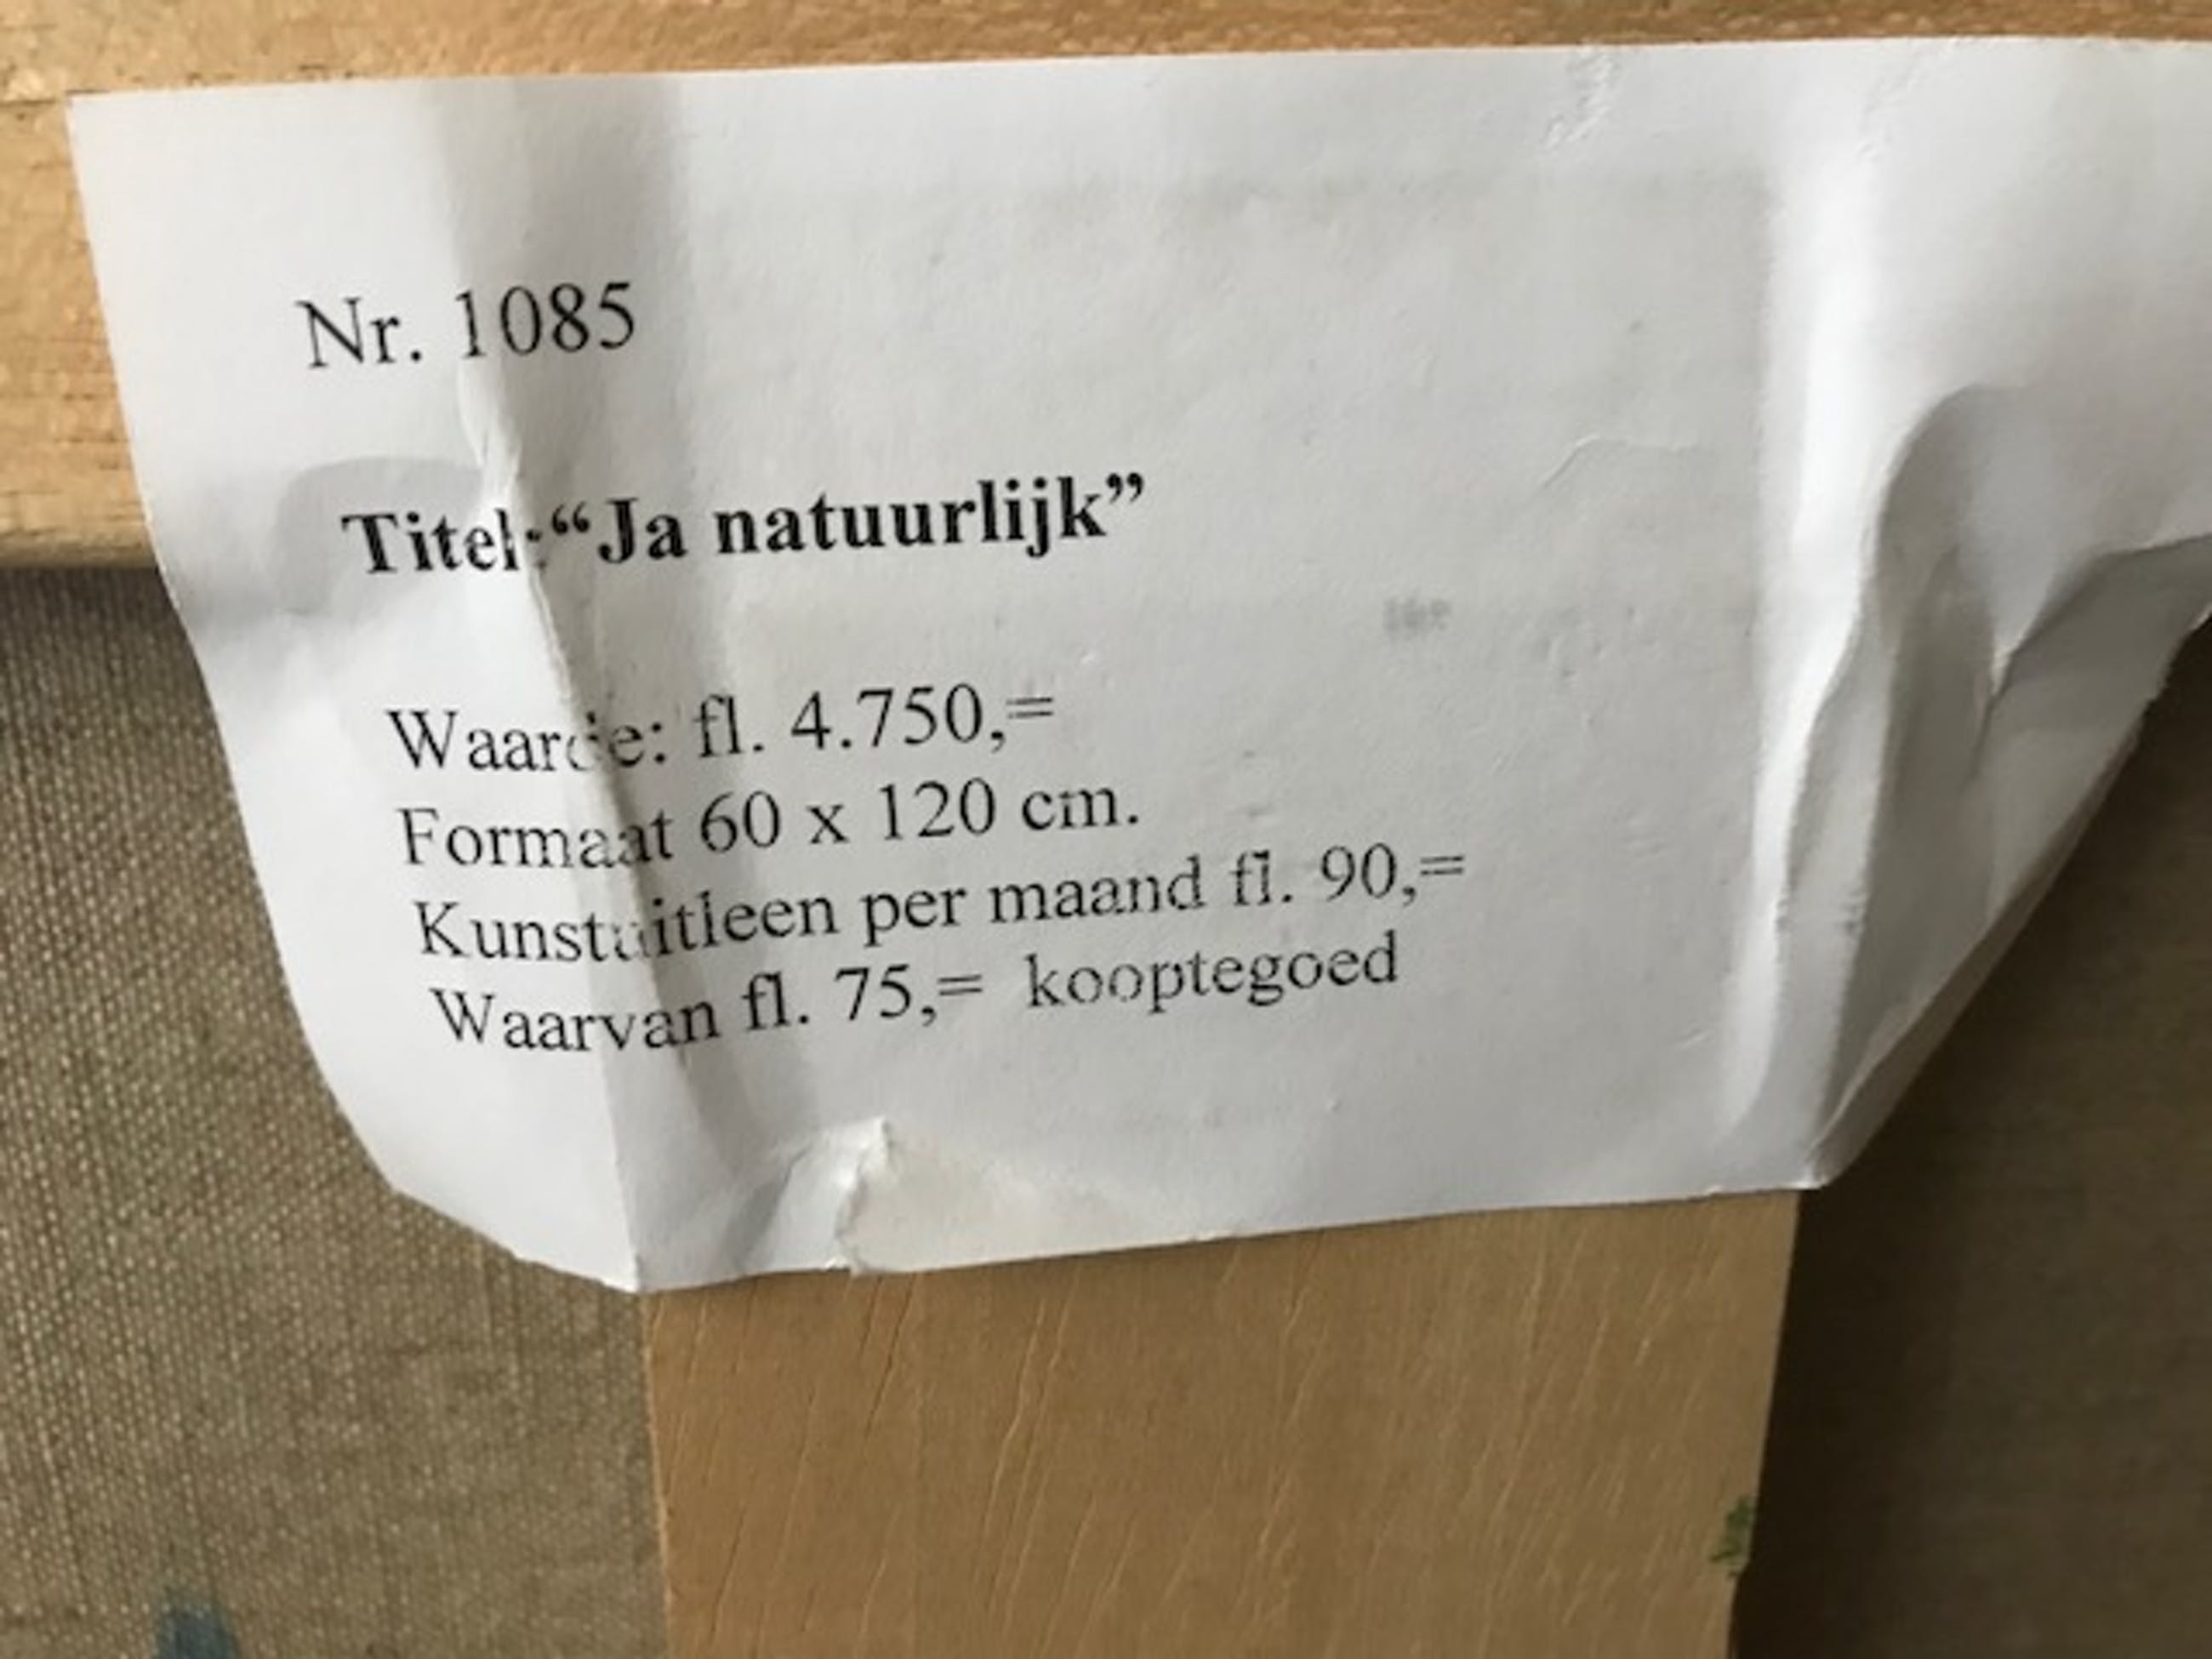 Nr. 1085
Titel:“Ja natuurlijk”
Waarde: fl. 4.750,=
Formaat 60 x 120 cm.
Kunstuitleen per maand fl. 90,=
Waarvan fl. 75,= kooptegoed